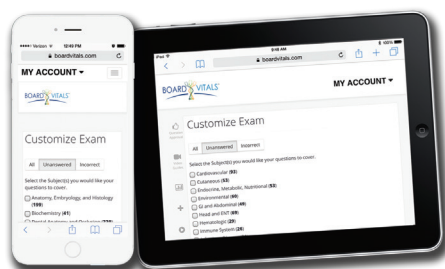 Verizon 12:49 PM
boardvitals.com
MY ACCOUNT
BOARD VITALS
Customize Exam
All Unanswered Incorrect
Select the Subject(s) you would like your
questions to cover.
Anatomy, Embryology, and Histology
(199)
Biochemistry (41)
iPad 9:48 AM 100%
boardvitals.com
BOARD VITALS
MY ACCOUNT
Customize Exam
All Unanswered Incorrect
Select the Subject(s) you would like your questions to cover.
Cardiovascular (93)
Cutaneous (53)
Endocrine, Metabolic, Nutritional (53)
Environmental (69)
GI and Abdominal (49)
Head and ENT (69)
Hematologic (29)
Immune System (26)